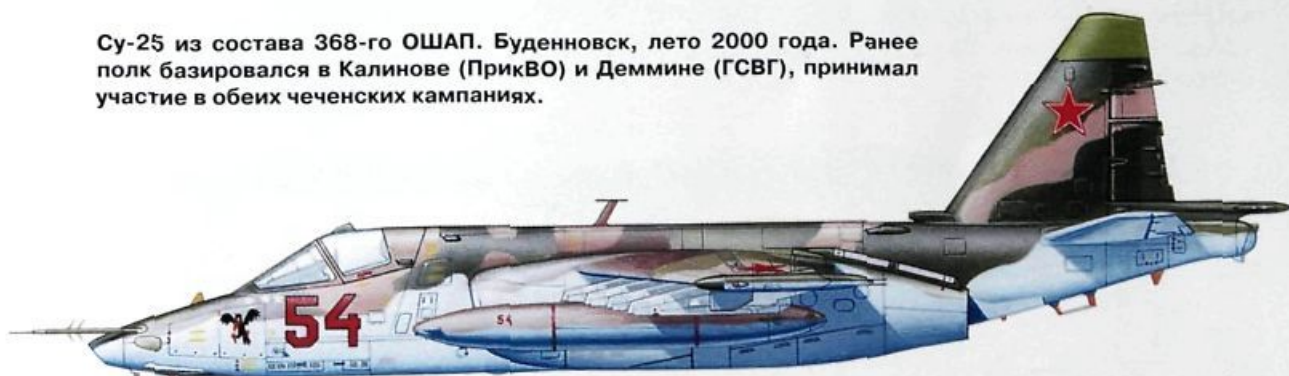 Су-25 из состава 368-го ОШАП. Буденновск, лето 2000 года. Ранее
полк базировался в Калинове (ПрикВО) и Деммине (ГСВГ), принимал
участие в обеих чеченских кампаниях.
54
54